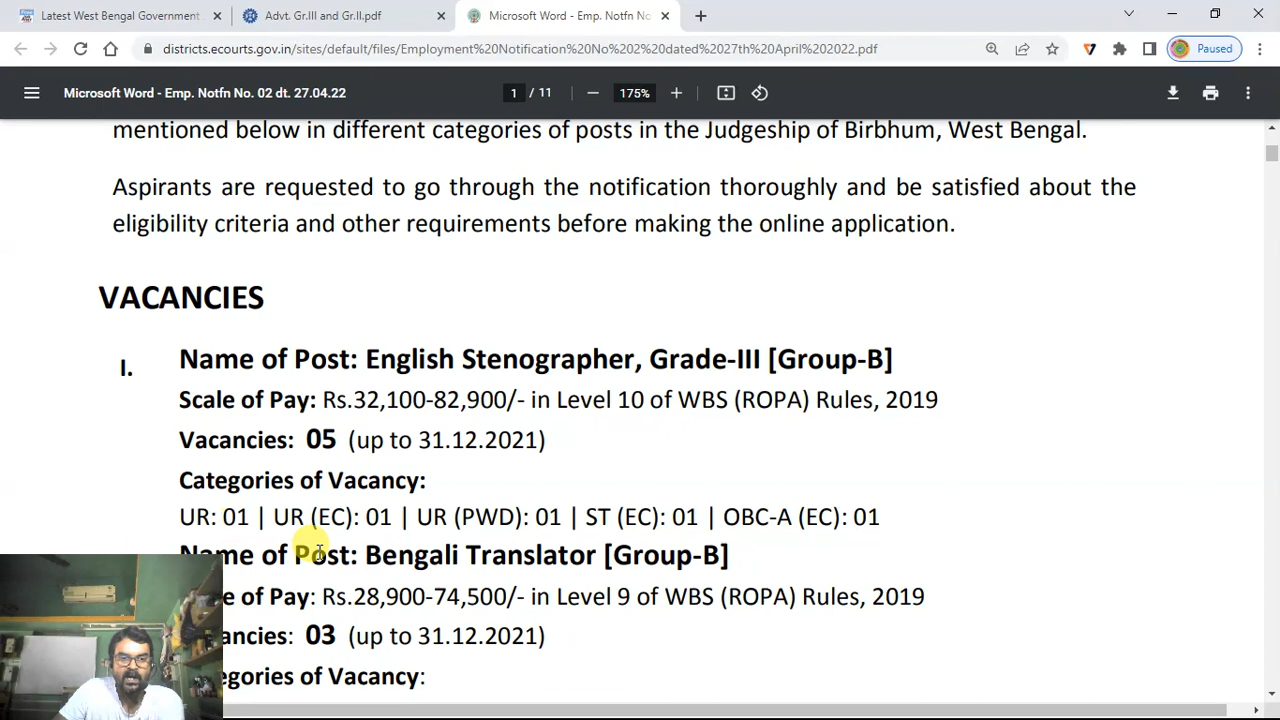 Latest West Bengal Government
Advt. Gr.III and Gr.II.pdf
Microsoft Word - Emp. Notfn No
districts.ecourts.gov.in/sites/default/files/Employment%20Notification%20No%202%20dated%2027th%20April%202022.pdf
Paused
Microsoft Word - Emp. Notfn No. 02 dt. 27.04.22
1 / 11
175%
mentioned below in different categories of posts in the Judgeship of Birbhum, West Bengal.
Aspirants are requested to go through the notification thoroughly and be satisfied about the
eligibility criteria and other requirements before making the online application.
VACANCIES
I.
Name of Post: English Stenographer, Grade-III [Group-B]
Scale of Pay: Rs.32,100-82,900/- in Level 10 of WBS (ROPA) Rules, 2019
Vacancies: 05 (up to 31.12.2021)
Categories of Vacancy:
UR: 01 | UR (EC): 01 | UR (PWD): 01 | ST (EC): 01 | OBC-A (EC): 01
Name of Post: Bengali Translator [Group-B]
e of Pay: Rs.28,900-74,500/- in Level 9 of WBS (ROPA) Rules, 2019
ancies: 03 (up to 31.12.2021)
egories of Vacancy: